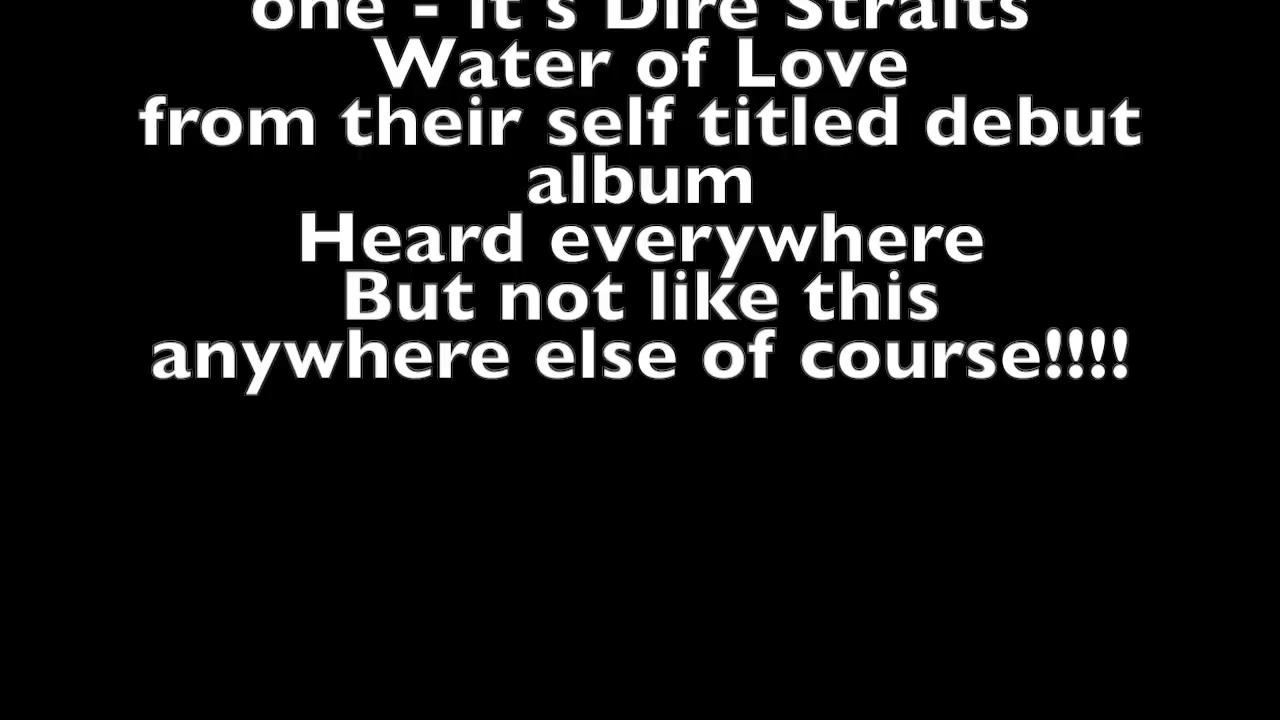 one - it's Dire Straits
Water of Love
from their self titled debut
album
Heard everywhere
But not like this
anywhere else of course!!!!